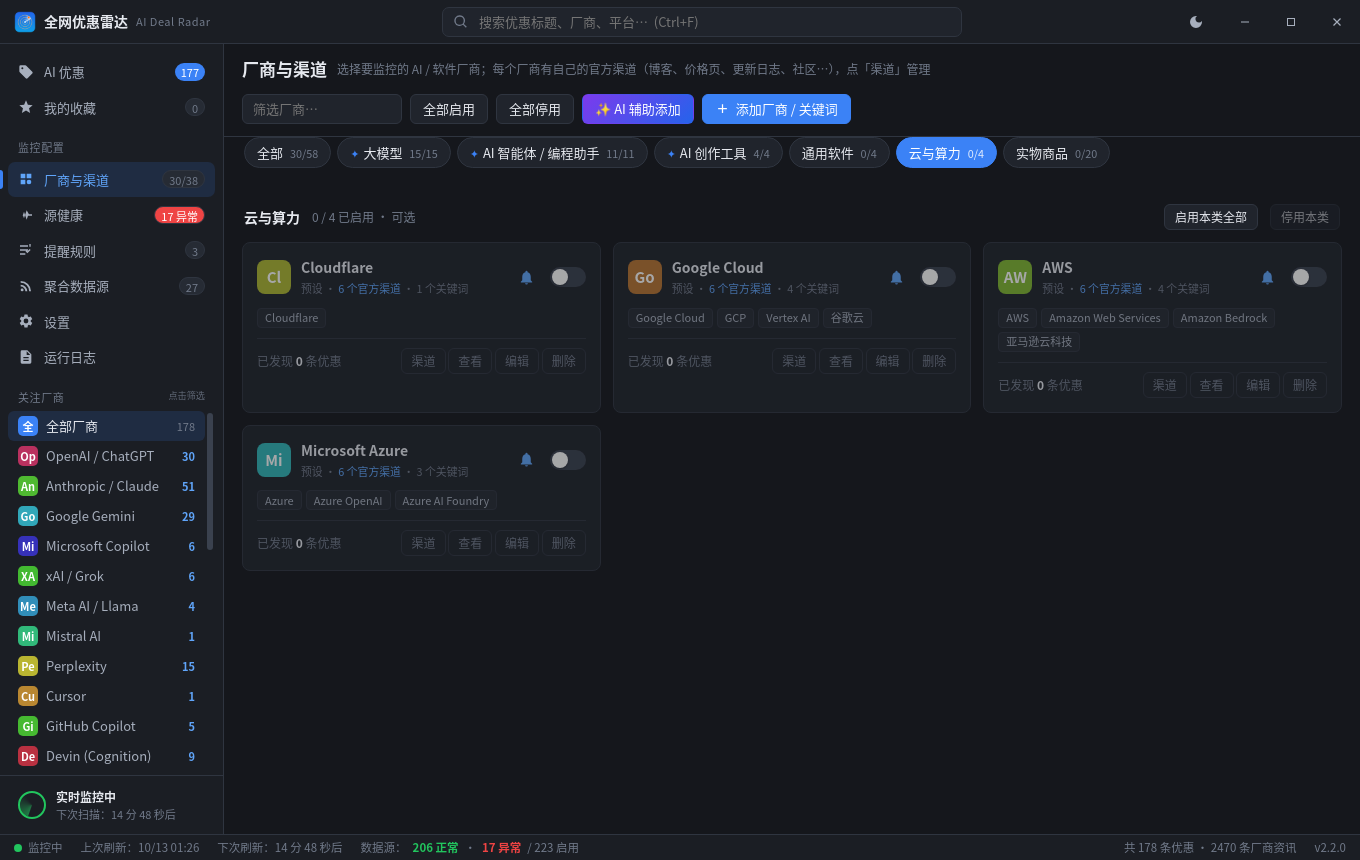 全网优惠雷达 AI Deal Radar
搜索优惠标题、厂商、平台… (Ctrl+F)
AI 优惠 177
我的收藏 0
监控配置
厂商与渠道 30/38
源健康 17 异常
提醒规则 3
聚合数据源 27
设置
运行日志
关注厂商 点击筛选
全 全部厂商 178
Op OpenAI / ChatGPT 30
An Anthropic / Claude 51
Go Google Gemini 29
Mi Microsoft Copilot 6
XA xAI / Grok 6
Me Meta AI / Llama 4
Mi Mistral AI 1
Pe Perplexity 15
Cu Cursor 1
Gi GitHub Copilot 5
De Devin (Cognition) 9
实时监控中
下次扫描：14 分 48 秒后
厂商与渠道 选择要监控的 AI / 软件厂商；每个厂商有自己的官方渠道（博客、价格页、更新日志、社区…），点「渠道」管理
筛选厂商… 全部启用 全部停用 ✨ AI 辅助添加 + 添加厂商 / 关键词
全部 30/58 ✦ 大模型 15/15 ✦ AI 智能体 / 编程助手 11/11 ✦ AI 创作工具 4/4 通用软件 0/4 云与算力 0/4 实物商品 0/20
云与算力 0 / 4 已启用 · 可选 启用本类全部 停用本类
Cl Cloudflare
预设 · 6 个官方渠道 · 1 个关键词
Cloudflare
已发现 0 条优惠 渠道 查看 编辑 删除
Go Google Cloud
预设 · 6 个官方渠道 · 4 个关键词
Google Cloud GCP Vertex AI 谷歌云
已发现 0 条优惠 渠道 查看 编辑 删除
AW AWS
预设 · 6 个官方渠道 · 4 个关键词
AWS Amazon Web Services Amazon Bedrock
亚马逊云科技
已发现 0 条优惠 渠道 查看 编辑 删除
Mi Microsoft Azure
预设 · 6 个官方渠道 · 3 个关键词
Azure Azure OpenAI Azure AI Foundry
已发现 0 条优惠 渠道 查看 编辑 删除
监控中 上次刷新：10/13 01:26 下次刷新：14 分 48 秒后 数据源： 206 正常 · 17 异常 / 223 启用 共 178 条优惠 · 2470 条厂商资讯 v2.2.0